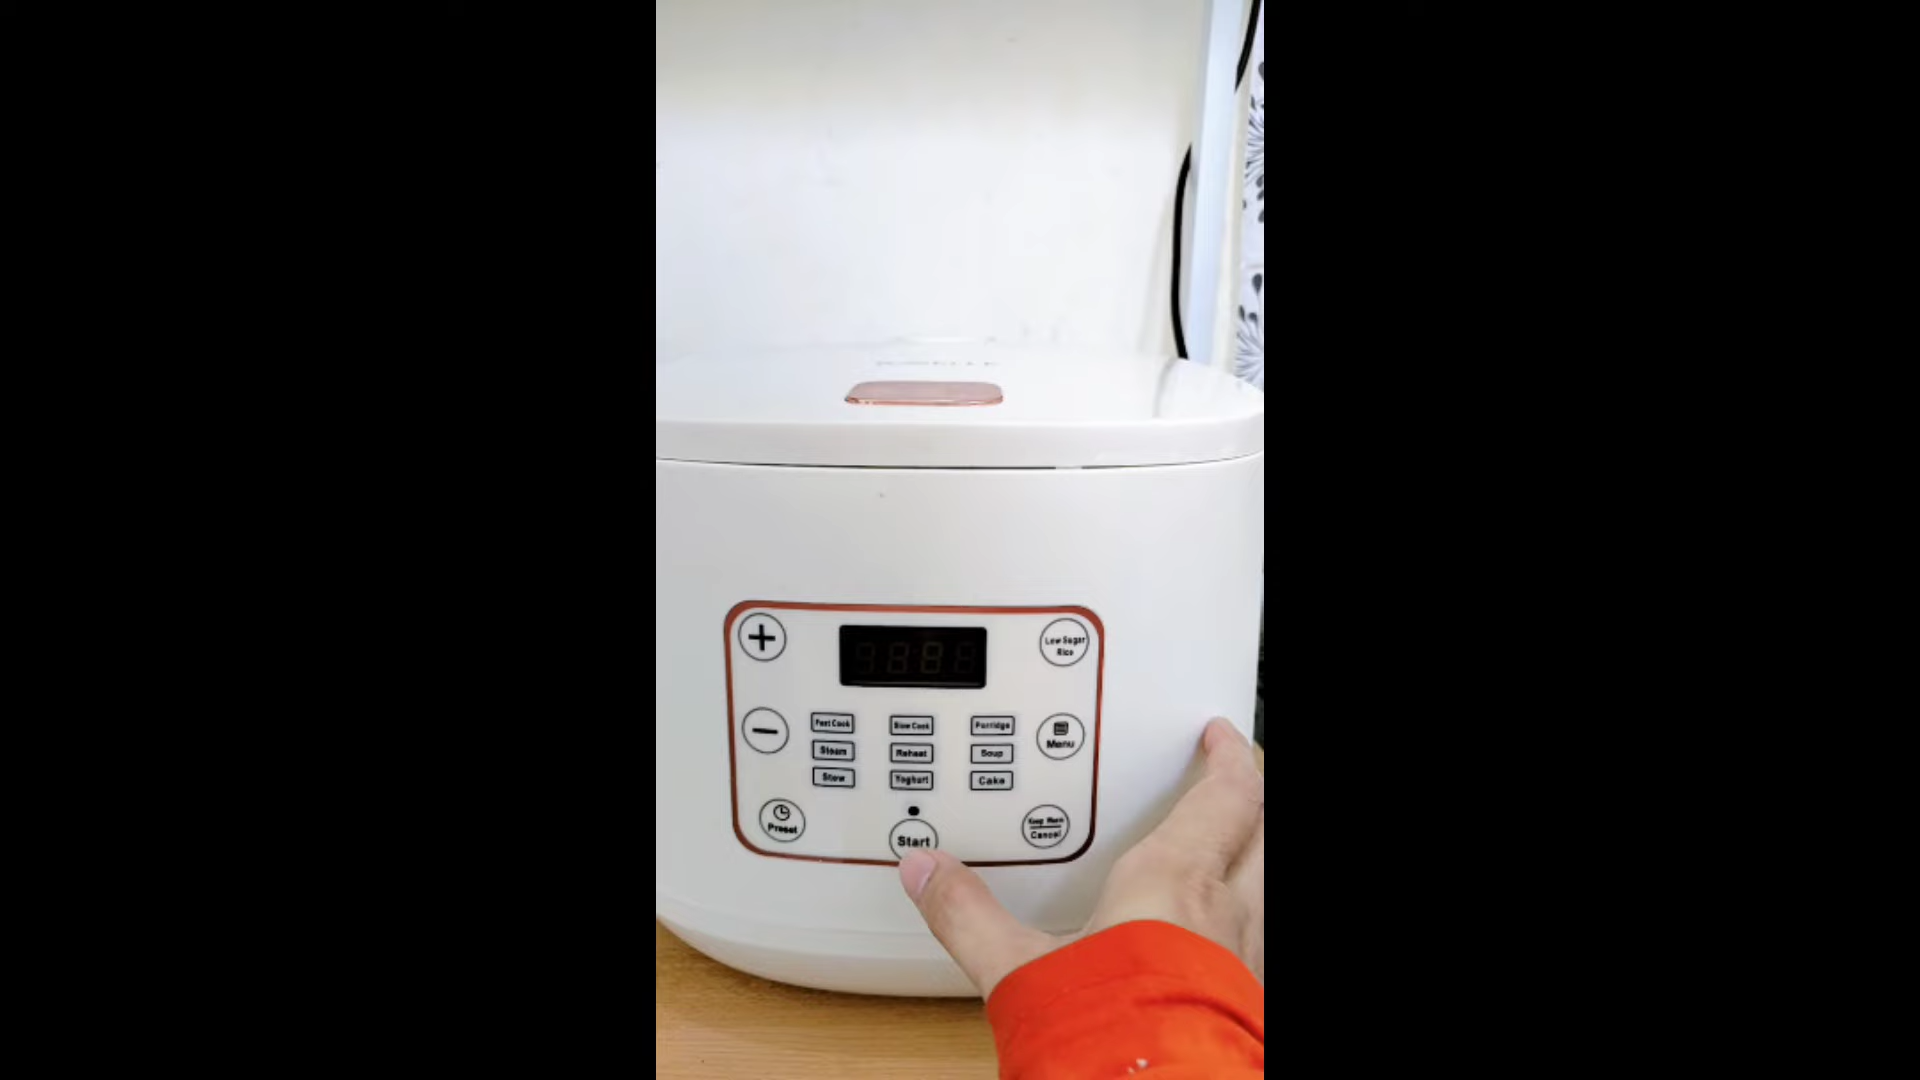 Low Sugar
Rice
Fast Cook
Slow Cook
Porridge
Menu
Steam
Reheat
Soup
Stew
Yoghurt
Cake
Preset
Start
Keep Warm
Cancel